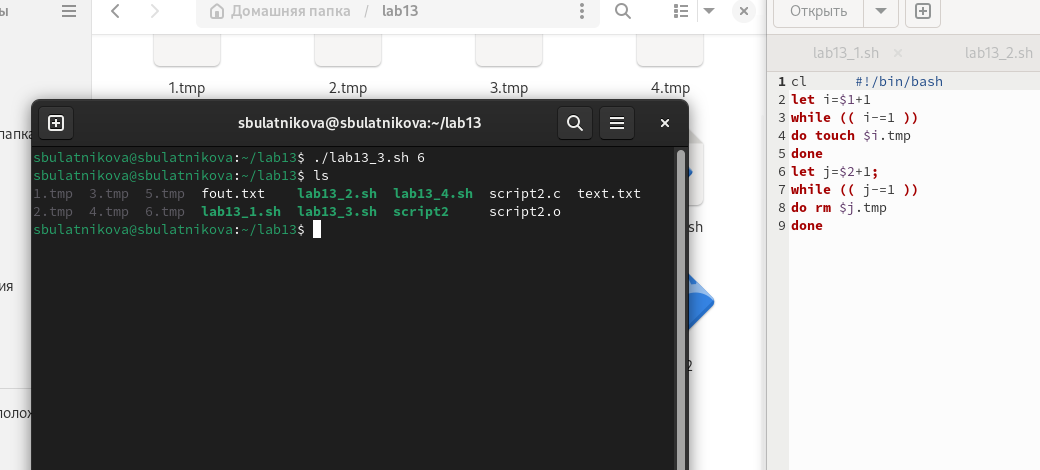 ы
Домашняя папка / lab13
Открыть
lab13_1.sh × lab13_2.sh
1.tmp 2.tmp 3.tmp 4.tmp
sbulatnikova@sbulatnikova:~/lab13
sbulatnikova@sbulatnikova:~/lab13$ ./lab13_3.sh 6
sbulatnikova@sbulatnikova:~/lab13$ ls
1.tmp 3.tmp 5.tmp fout.txt lab13_2.sh lab13_4.sh script2.c text.txt
2.tmp 4.tmp 6.tmp lab13_1.sh lab13_3.sh script2 script2.o
sbulatnikova@sbulatnikova:~/lab13$
папка
ия
полож
sh
2
1 cl #!/bin/bash
2 let i=$1+1
3 while (( i-=1 ))
4 do touch $i.tmp
5 done
6 let j=$2+1;
7 while (( j-=1 ))
8 do rm $j.tmp
9 done